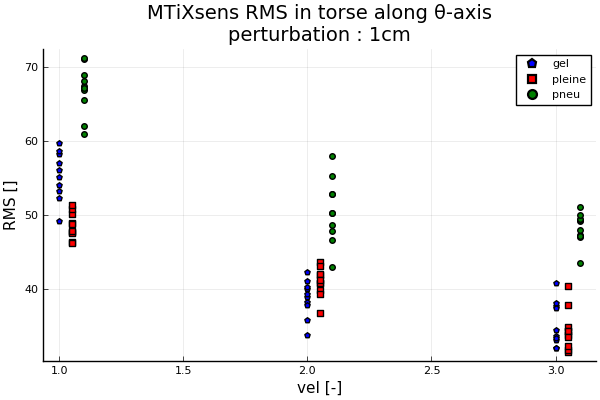 MTiXsens RMS in torse along θ-axis
perturbation : 1cm
gel
pleine
pneu
RMS []
70
60
50
40
1.0
1.5
2.0
2.5
3.0
vel [-]